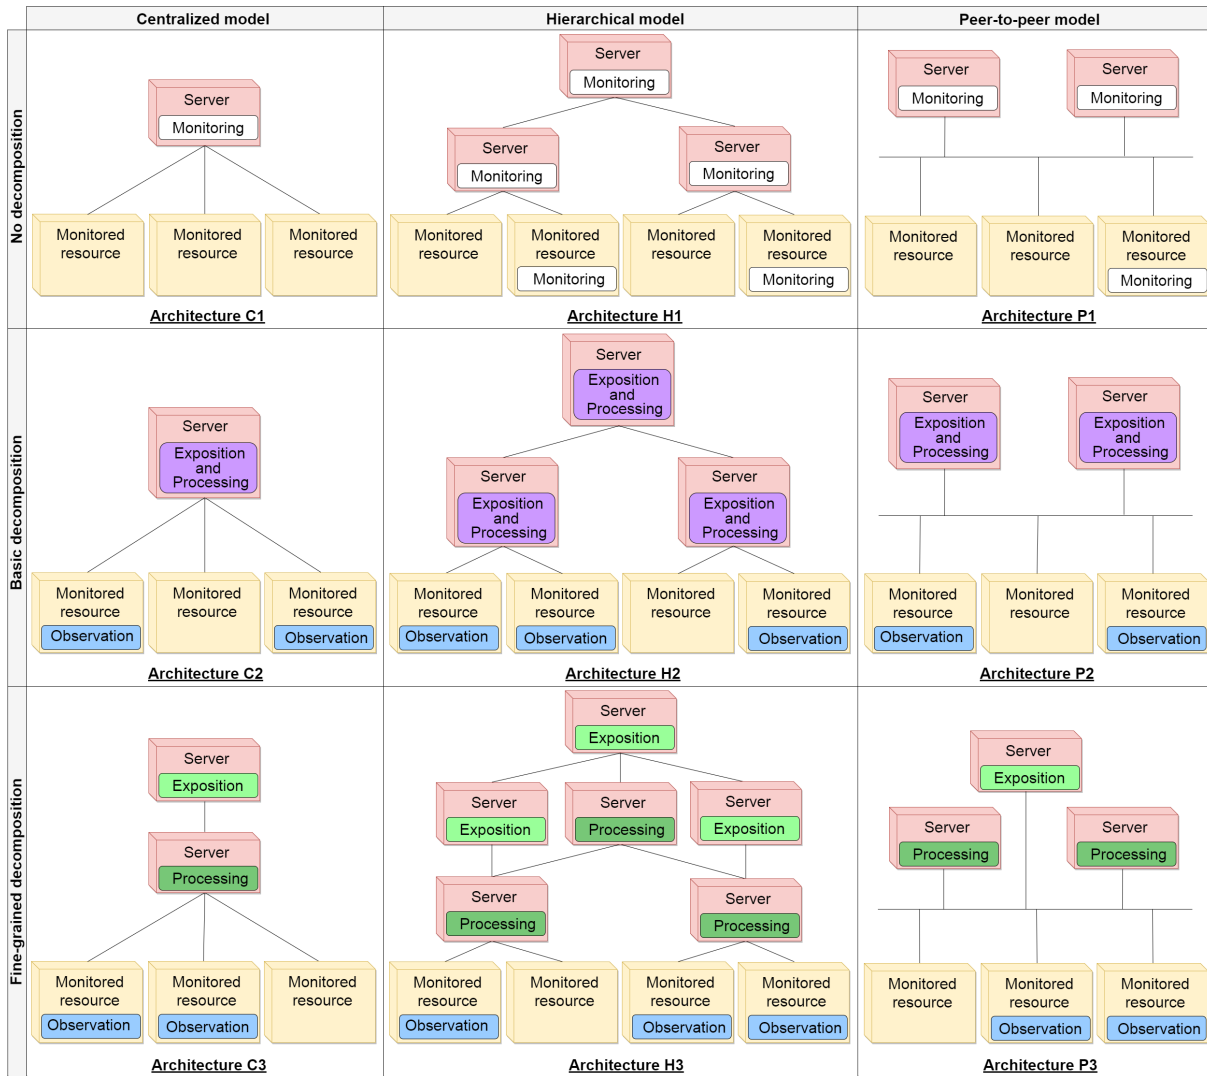 Centralized model
Hierarchical model
Peer-to-peer model
No decomposition
Server
Monitoring
Monitored
resource
Monitored
resource
Monitored
resource
Architecture C1
Server
Monitoring
Server
Monitoring
Server
Monitoring
Monitored
resource
Monitored
resource
Monitoring
Monitored
resource
Monitored
resource
Monitoring
Architecture H1
Server
Monitoring
Server
Monitoring
Monitored
resource
Monitored
resource
Monitored
resource
Monitoring
Architecture P1
Basic decomposition
Server
Exposition
and
Processing
Monitored
resource
Observation
Monitored
resource
Monitored
resource
Observation
Architecture C2
Server
Exposition
and
Processing
Server
Exposition
and
Processing
Server
Exposition
and
Processing
Monitored
resource
Observation
Monitored
resource
Observation
Monitored
resource
Monitored
resource
Observation
Architecture H2
Server
Exposition
and
Processing
Server
Exposition
and
Processing
Monitored
resource
Observation
Monitored
resource
Monitored
resource
Observation
Architecture P2
Fine-grained decomposition
Server
Exposition
Server
Processing
Monitored
resource
Observation
Monitored
resource
Observation
Monitored
resource
Architecture C3
Server
Exposition
Server
Exposition
Server
Processing
Server
Exposition
Server
Processing
Server
Processing
Monitored
resource
Observation
Monitored
resource
Monitored
resource
Observation
Monitored
resource
Observation
Architecture H3
Server
Exposition
Server
Processing
Server
Processing
Monitored
resource
Monitored
resource
Observation
Monitored
resource
Observation
Architecture P3